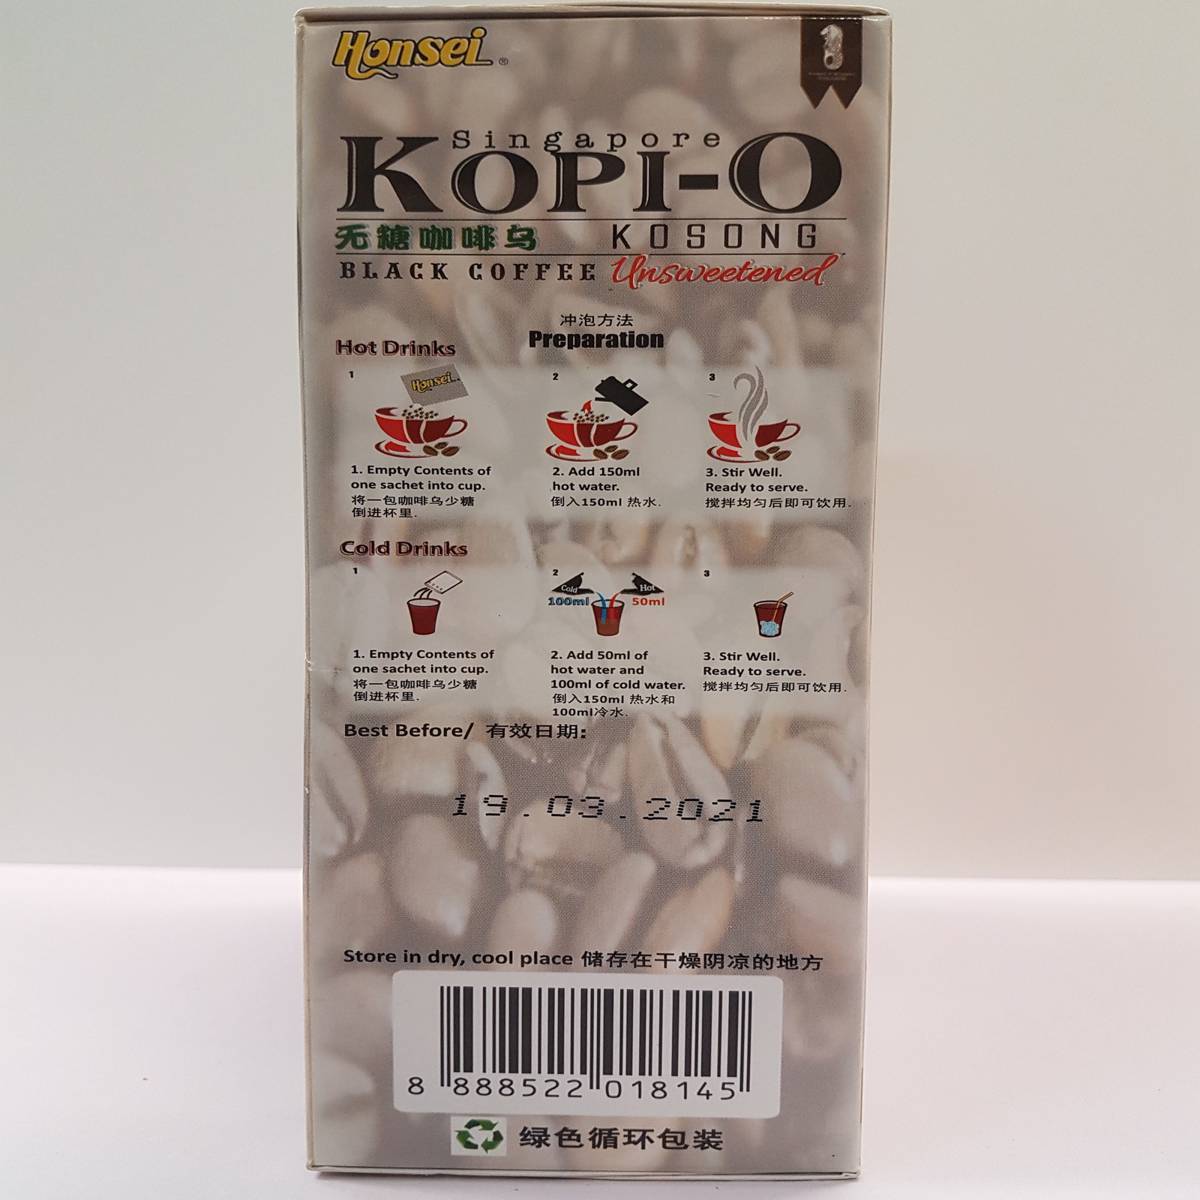 Honsei ®
Singapore
KOPI-O
无糖咖啡乌 KOSONG
BLACK COFFEE Unsweetened
冲泡方法
Preparation
Hot Drinks
1
Honsei
2
3
1. Empty Contents of
one sachet into cup.
将一包咖啡乌少糖
倒进杯里.
2. Add 150ml
hot water.
倒入150ml 热水.
3. Stir Well.
Ready to serve.
搅拌均匀后即可饮用.
Cold Drinks
1
2
Cold
Hot
100ml
50ml
3
1. Empty Contents of
one sachet into cup.
将一包咖啡乌少糖
倒进杯里.
2. Add 50ml of
hot water and
100ml of cold water.
倒入150ml 热水和
100ml冷水.
3. Stir Well.
Ready to serve.
搅拌均匀后即可饮用.
Best Before/ 有效日期:
19.03.2021
Store in dry, cool place 储存在干燥阴凉的地方
8 888522 018145
绿色循环包装